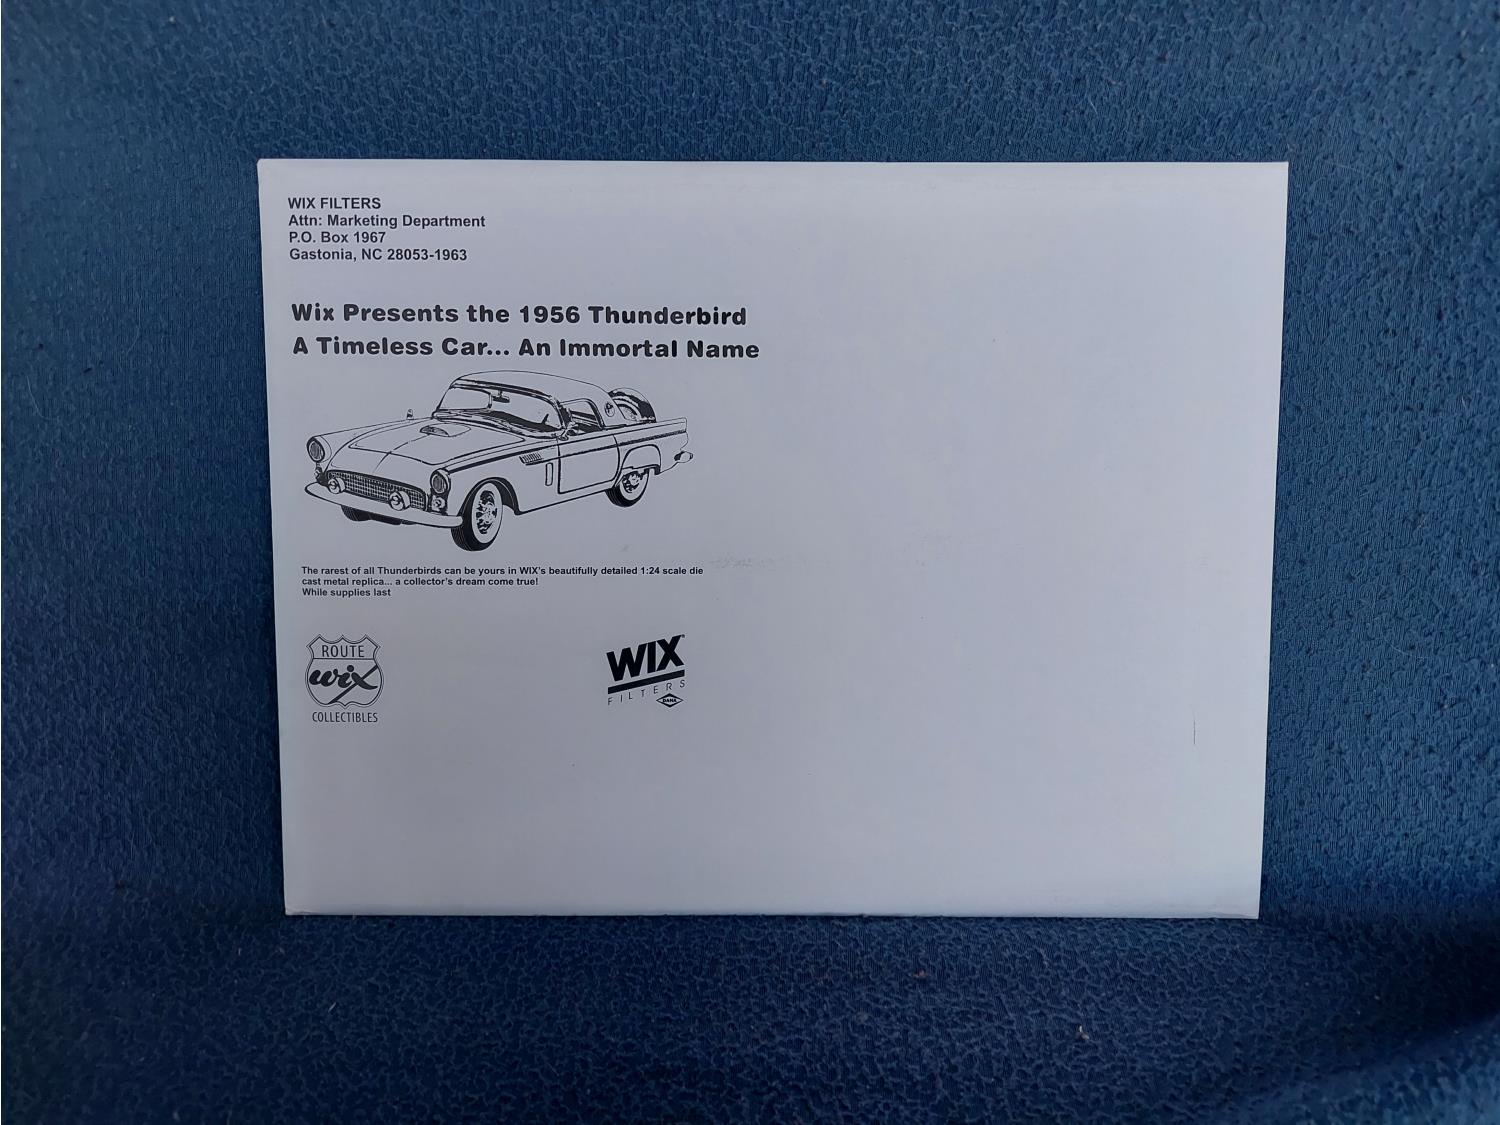 WIX FILTERS
Attn: Marketing Department
P.O. Box 1967
Gastonia, NC 28053-1963
Wix Presents the 1956 Thunderbird
A Timeless Car... An Immortal Name
The rarest of all Thunderbirds can be yours in WIX's beautifully detailed 1:24 scale die
cast metal replica... a collector's dream come true!
While supplies last
ROUTE
wix
COLLECTIBLES
WIX
FILTERS
DANA